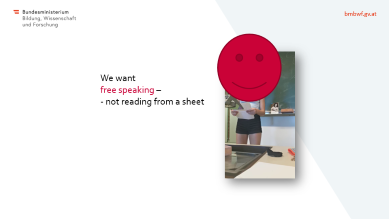 Bundesministerium
Bildung, Wissenschaft
und Forschung
bmbwf.gv.at
We want
free speaking –
- not reading from a sheet